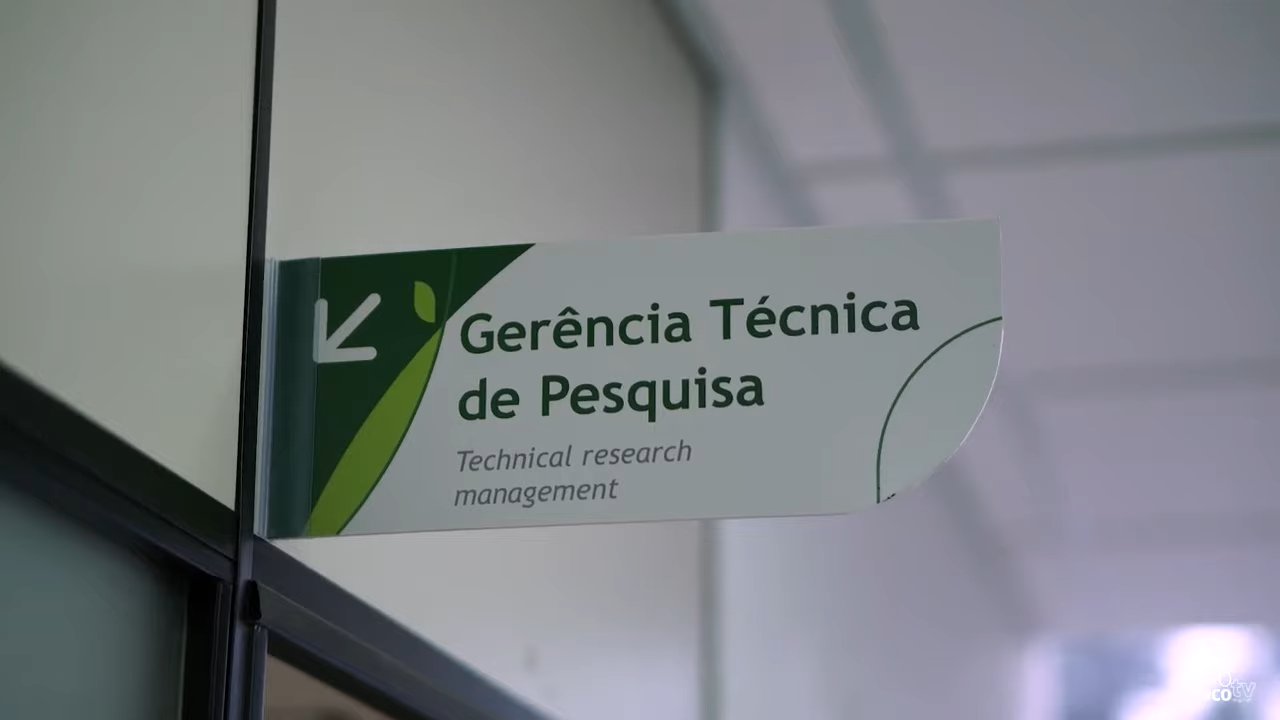 Gerência Técnica
de Pesquisa
Technical research
management